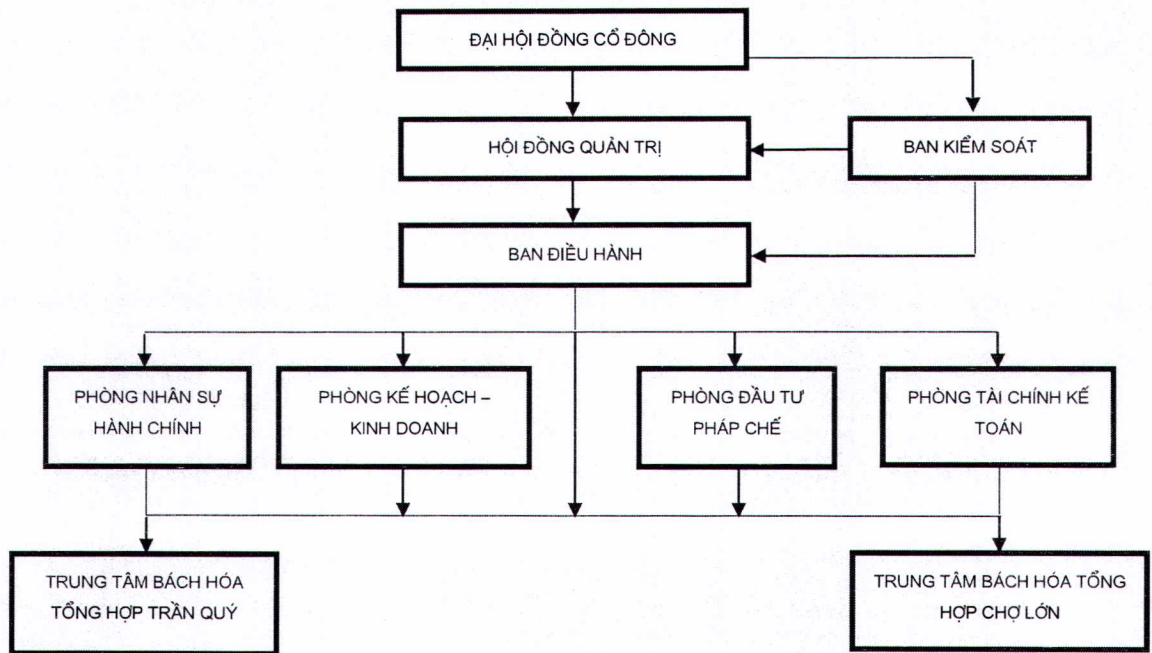 ĐẠI HỘI ĐỒNG CỔ ĐÔNG
HỘI ĐỒNG QUẢN TRỊ
BAN KIỂM SOÁT
BAN ĐIỀU HÀNH
PHÒNG NHÂN SỰ
HÀNH CHÍNH
PHÒNG KẾ HOẠCH –
KINH DOANH
PHÒNG ĐẦU TƯ
PHÁP CHẾ
PHÒNG TÀI CHÍNH KẾ
TOÁN
TRUNG TÂM BÁCH HÓA
TỔNG HỢP TRẦN QUÝ
TRUNG TÂM BÁCH HÓA TỔNG
HỢP CHỢ LỚN